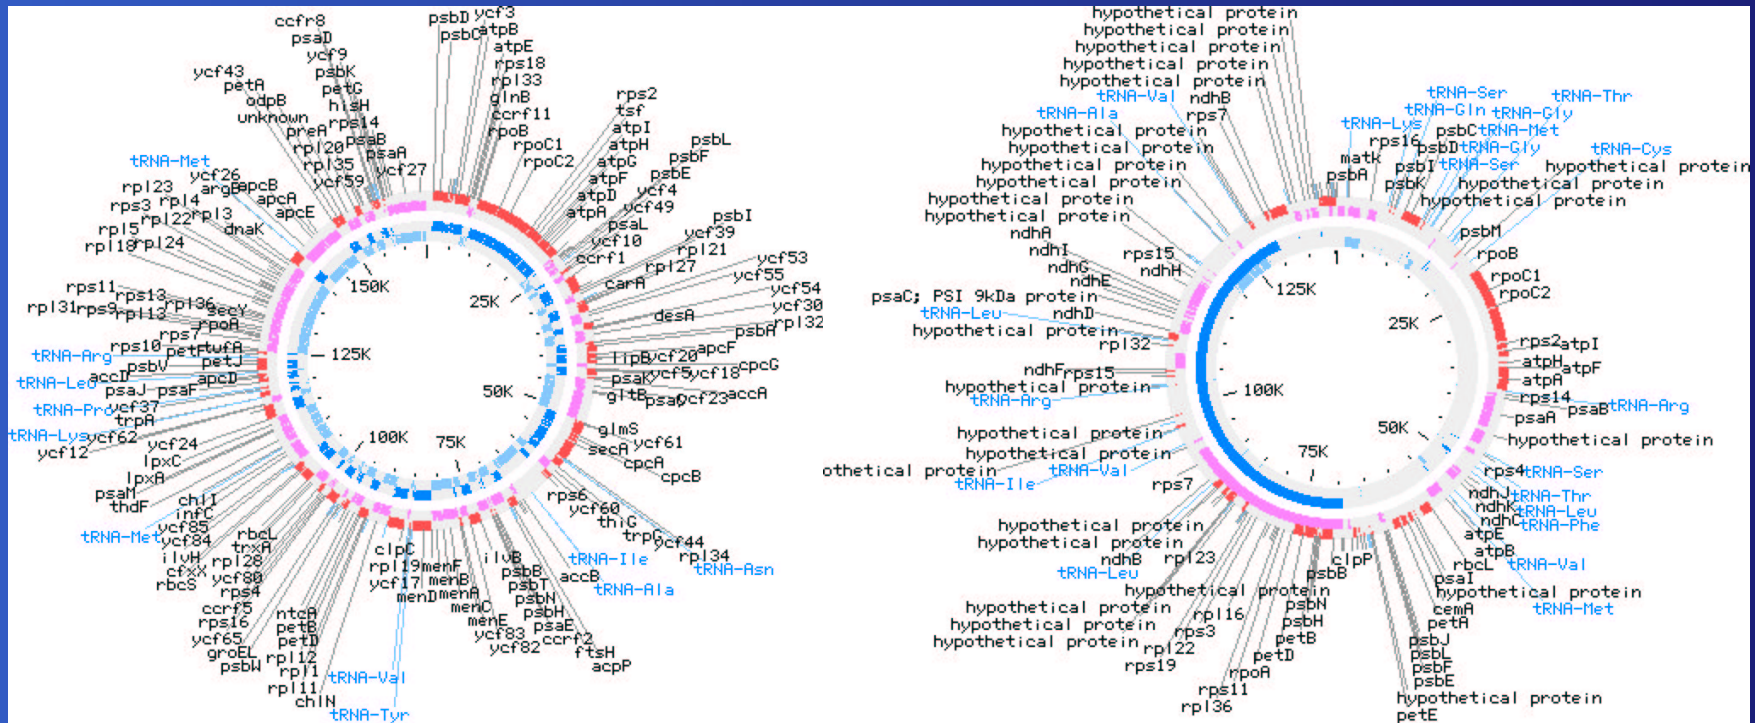 ccfr8
psaD
ycf9
psbK
petG
hisH
rps14
psaB
psaA
ycf27
ycf43
petA
odpB
unknown
preA
rpl20
rpl35
ycf59
tRNA-Met
ycf26
apcB
apcA
apcE
rpl23
rpl4
rps3
rpl22
rpl3
rpl5
dnaK
rpl18
rpl24
rps11
rps13
rpl36
secY
rpl31
rps9
rpl13
rpoA
rps7
tufA
rps10
petF
petJ
tRNA-Arg
psbV
accD
apcD
tRNA-Leu
psaJ
psaF
tRNA-Pro
ycf37
trpA
tRNA-Lys
ycf62
ycf12
ycf24
lpxC
lpxA
psaM
thdF
chlI
infC
tRNA-Met
ycf85
ycf84
ilvH
cfxX
rbcS
rbcL
trxA
rpl28
ycf80
rps4
ccrf5
rps16
ycf65
groEL
psbW
ntcA
petB
petD
rpl12
rpl1
rpl11
chlN
tRNA-Val
tRNA-Tyr
clpC
rpl19
ycf17
menD
menF
menB
menA
menC
menE
ycf83
ycf82
ilvB
psbB
psbT
psbN
psbH
psaE
ccrf2
ftsH
acpP
accB
tRNA-Ala
tRNA-Ile
rps6
ycf60
thiG
trpG
ycf44
rpl34
tRNA-Asn
glmS
ycf61
secA
cpcA
cpcB
gltB
ycf23
accA
psaK
ycf5
ycf18
cpcG
ycf20
apcF
psbA
rpl32
ycf30
ycf54
ycf55
ycf53
desA
carA
rpl27
rpl21
ycf39
psbI
ccrf1
ycf10
psaL
ycf49
ycf4
psbE
psbF
psbL
atpA
atpD
atpF
atpG
atpH
atpI
tsf
rps2
rpoC2
rpoC1
rpoB
ccrf11
glnB
rpl33
rps18
atpE
atpB
ycf3
psbC
psbD
25K
50K
75K
100K
125K
150K
hypothetical protein
hypothetical protein
hypothetical protein
hypothetical protein
hypothetical protein
tRNA-Val
ndhB
rps7
tRNA-Ala
hypothetical protein
hypothetical protein
hypothetical protein
hypothetical protein
hypothetical protein
hypothetical protein
ndhA
ndhI
rps15
ndhG
ndhH
ndhE
psaC; PSI 9kDa protein
tRNA-Leu
ndhD
hypothetical protein
rpl32
ndhF
rps15
hypothetical protein
tRNA-Arg
hypothetical protein
hypothetical protein
othetical protein
tRNA-Val
tRNA-Ile
rps7
hypothetical protein
hypothetical protein
ndhB
rpl23
tRNA-Leu
hypothetical protein
hypothetical protein
hypothetical protein
hypothetical protein
rpl16
rps3
rpl22
rps19
rps11
rpl36
rpoA
petD
petB
psbH
psbN
psbB
clpP
petE
hypothetical protein
psbE
psbF
psbL
psbJ
petA
cemA
hypothetical protein
psaI
rbcL
tRNA-Met
tRNA-Val
atpB
atpE
ndhC
ndhK
ndhJ
tRNA-Phe
tRNA-Leu
tRNA-Thr
rps4
tRNA-Ser
hypothetical protein
psaA
psaB
tRNA-Arg
rps14
atpA
atpF
atpH
atpI
rps2
rpoC2
rpoC1
rpoB
psbM
hypothetical protein
hypothetical protein
hypothetical protein
tRNA-Cys
psbK
psbI
tRNA-Ser
tRNA-Gly
psbD
psbC
tRNA-Met
tRNA-Gly
tRNA-Thr
tRNA-Gln
tRNA-Ser
rps16
tRNA-Lys
matk
psbA
25K
50K
75K
100K
125K